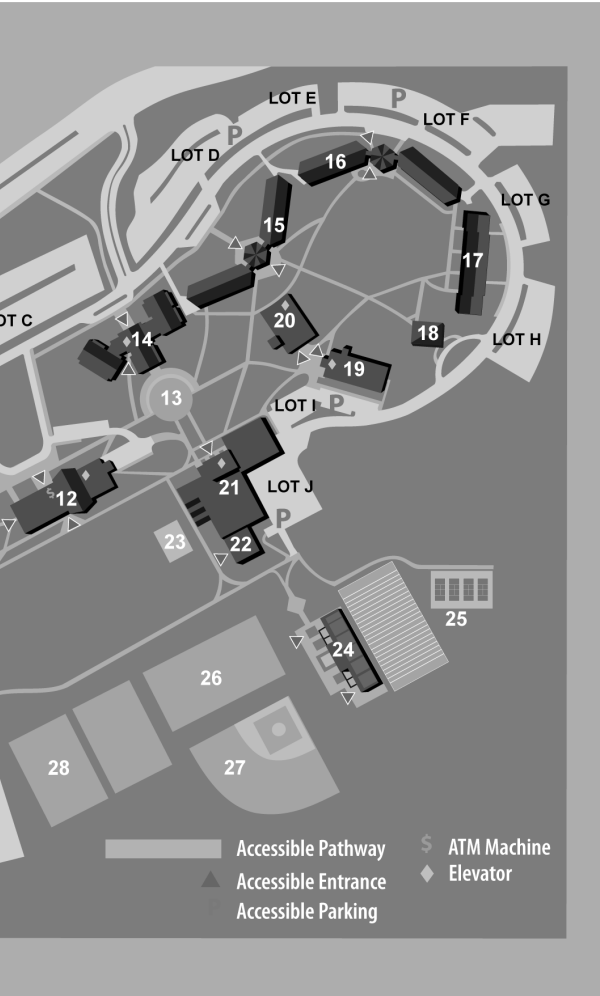 LOT E
P
LOT F
P
LOT D
16
LOT G
15
17
20
18
OT C
14
LOT H
19
13
LOT I
P
21
LOT J
12
$
P
23
22
25
24
26
27
28
Accessible Pathway
$ ATM Machine
Accessible Entrance
Elevator
P Accessible Parking